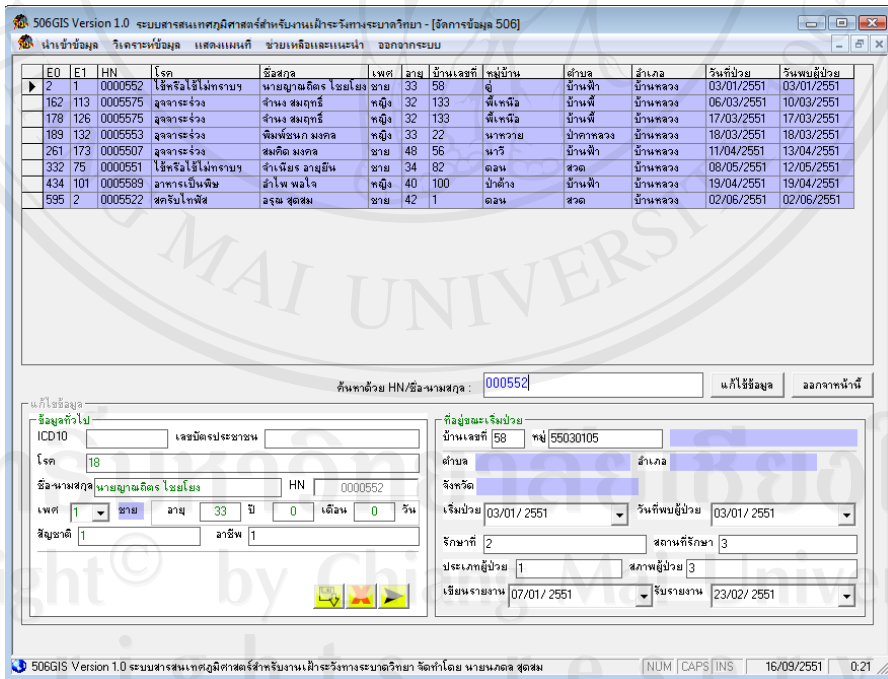 506GIS Version 1.0 ระบบสารสนเทศภูมิศาสตร์สำหรับงานเฝ้าระวังทางระบาดวิทยา - [จัดการข้อมูล 506]
นำเข้าข้อมูล วิเคราะห์ข้อมูล แสดงแผนที่ ช่วยเหลือและแนะนำ ออกจากระบบ
E0 E1 HN โรค ชื่อสกุล เพศ อายุ บ้านเลขที่ หมู่บ้าน ตำบล อำเภอ วันที่ป่วย วันพบผู้ป่วย
2 1 0000552 ไข้หรือไข้ไม่ทราบฯ นายญาณถิตร ไชยโยง ชาย 33 58 ดู่ บ้านฟ้า บ้านหลวง 03/01/2551 03/01/2551
162 113 0005575 อุจจาระร่วง จำนง สมฤทธิ์ หญิง 32 133 พี้เหนือ บ้านพี้ บ้านหลวง 06/03/2551 10/03/2551
178 126 0005575 อุจจาระร่วง จำนง สมฤทธิ์ หญิง 32 133 พี้เหนือ บ้านพี้ บ้านหลวง 17/03/2551 17/03/2551
189 132 0005553 อุจจาระร่วง พิมพ์ชนก มงคล หญิง 33 22 นาหวาย ป่าคาหลวง บ้านหลวง 18/03/2551 18/03/2551
261 173 0005507 อุจจาระร่วง สมคิด มงคล ชาย 48 56 นาวี บ้านฟ้า บ้านหลวง 11/04/2551 13/04/2551
332 75 0000551 ไข้หรือไข้ไม่ทราบฯ จำเนียร อายุยืน ชาย 34 82 ดอน สวด บ้านหลวง 08/05/2551 12/05/2551
434 101 0005589 อาหารเป็นพิษ อำไพ พอใจ หญิง 40 100 ป่าต้าง บ้านฟ้า บ้านหลวง 19/04/2551 19/04/2551
595 2 0005522 สครับไทฟัส อรุณ สุดสม ชาย 42 1 ดอน สวด บ้านหลวง 02/06/2551 02/06/2551
ค้นหาด้วย HN/ชื่อ-นามสกุล : 000552 แก้ไข้ข้อมูล ออกจากหน้านี้
แก้ไขข้อมูล
ข้อมูลทั่วไป
ICD10 เลขบัตรประชาชน
โรค 18
ชื่อ-นามสกุล นายญาณถิตร ไชยโยง HN 0000552
เพศ 1 ชาย อายุ 33 ปี 0 เดือน 0 วัน
สัญชาติ 1 อาชีพ 1
ที่อยู่ขณะเริ่มป่วย
บ้านเลขที่ 58 หมู่ 55030105
ตำบล อำเภอ
จังหวัด
เริ่มป่วย 03/01/ 2551 วันที่พบผู้ป่วย 03/01/ 2551
รักษาที่ 2 สถานที่รักษา 3
ประเภทผู้ป่วย 1 สภาพผู้ป่วย 3
เขียนรายงาน 07/01/ 2551 รับรายงาน 23/02/ 2551
506GIS Version 1.0 ระบบสารสนเทศภูมิศาสตร์สำหรับงานเฝ้าระวังทางระบาดวิทยา จัดทำโดย นายนภดล สุดสม NUM CAPS INS 16/09/2551 0:21